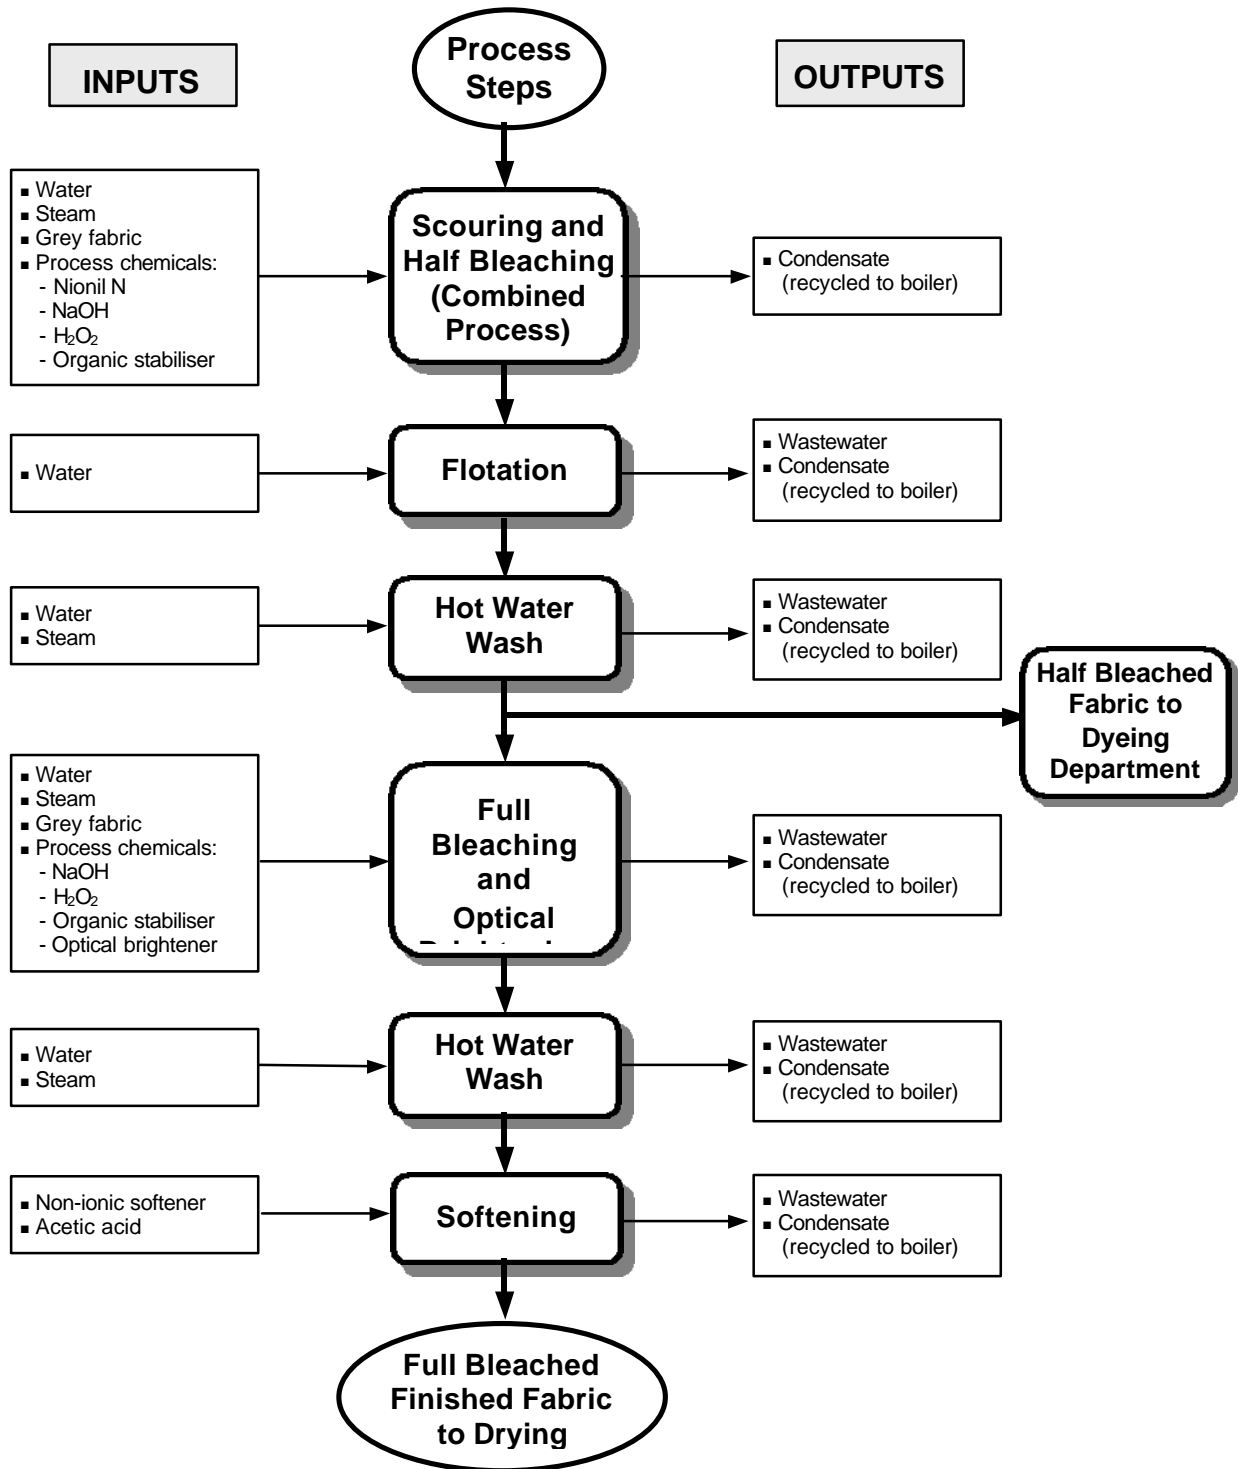 INPUTS
Process
Steps
OUTPUTS
▪ Water
▪ Steam
▪ Grey fabric
▪ Process chemicals:
- Nionil N
- NaOH
- H₂O₂
- Organic stabiliser
Scouring and
Half Bleaching
(Combined
Process)
▪ Condensate
(recycled to boiler)
▪ Water
Flotation
▪ Wastewater
▪ Condensate
(recycled to boiler)
▪ Water
▪ Steam
Hot Water
Wash
▪ Wastewater
▪ Condensate
(recycled to boiler)
Half Bleached
Fabric to
Dyeing
Department
▪ Water
▪ Steam
▪ Grey fabric
▪ Process chemicals:
- NaOH
- H₂O₂
- Organic stabiliser
- Optical brightener
Full
Bleaching
and
Optical
▪ Wastewater
▪ Condensate
(recycled to boiler)
▪ Water
▪ Steam
Hot Water
Wash
▪ Wastewater
▪ Condensate
(recycled to boiler)
▪ Non-ionic softener
▪ Acetic acid
Softening
▪ Wastewater
▪ Condensate
(recycled to boiler)
Full Bleached
Finished Fabric
to Drying